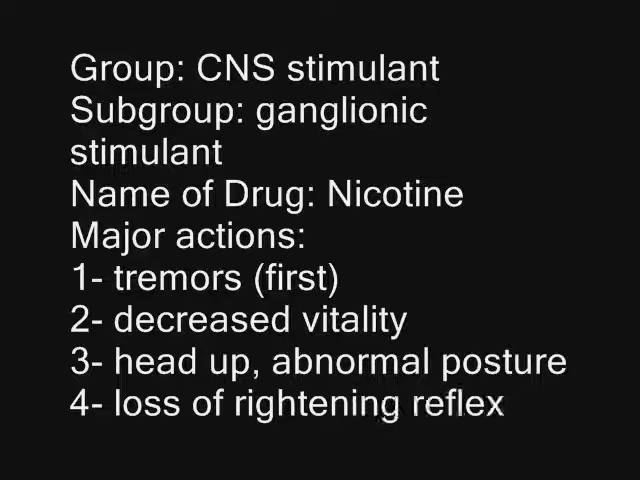 Group: CNS stimulant
Subgroup: ganglionic
stimulant
Name of Drug: Nicotine
Major actions:
1- tremors (first)
2- decreased vitality
3- head up, abnormal posture
4- loss of rightening reflex